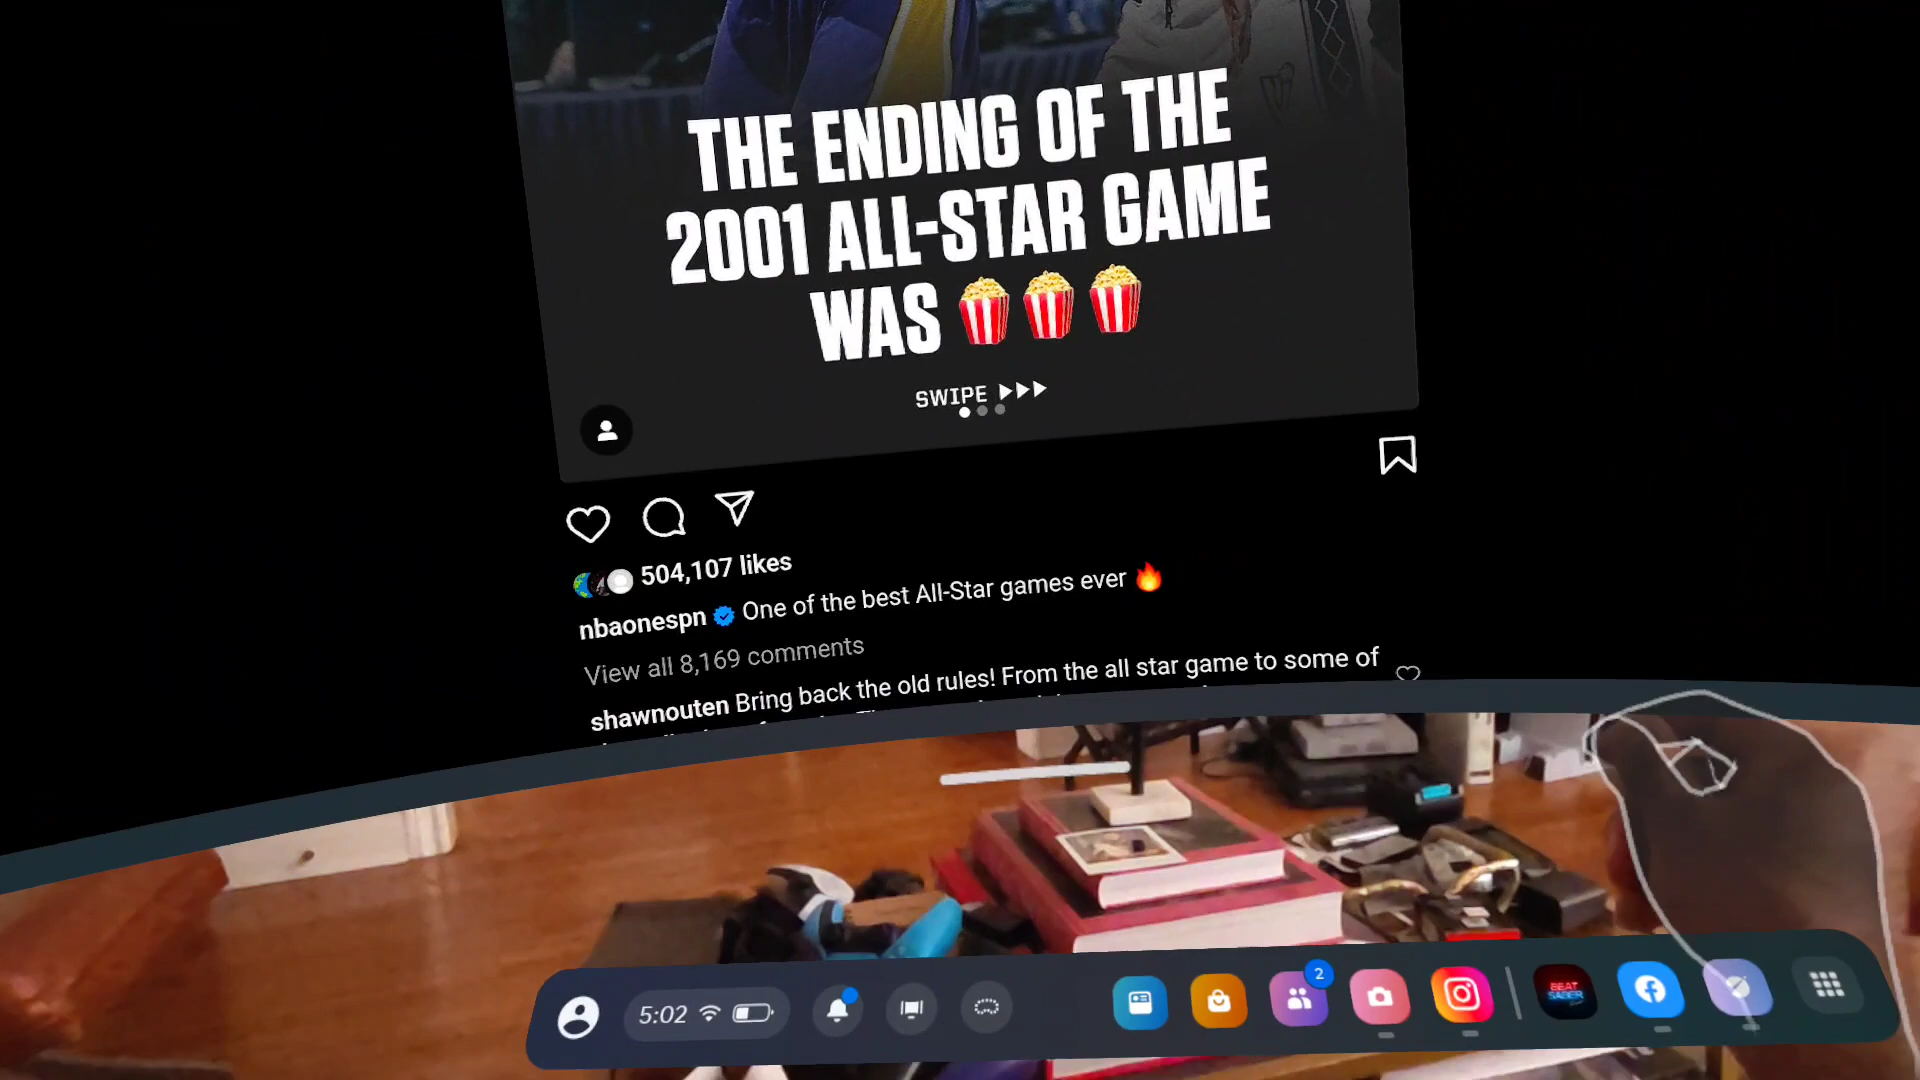 THE ENDING OF THE
2001 ALL-STAR GAME
WAS 🍿🍿🍿
SWIPE ▶▶▶
504,107 likes
nbaonespn One of the best All-Star games ever 🔥
View all 8,169 comments
shawnouten Bring back the old rules! From the all star game to some of
5:02
2
BEAT
SABER